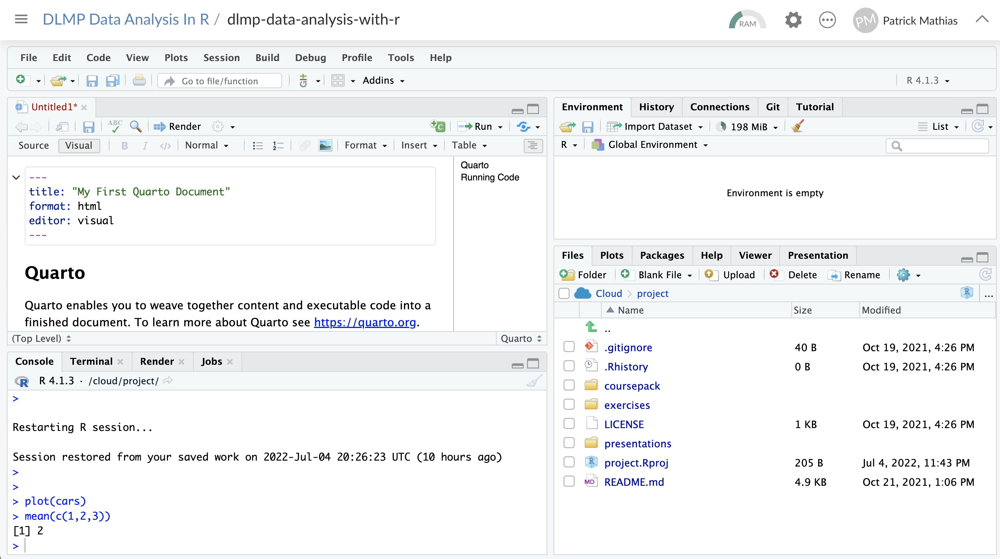 DLMP Data Analysis In R / dlmp-data-analysis-with-r
RAM
PM Patrick Mathias
File Edit Code View Plots Session Build Debug Profile Tools Help
Go to file/function
Addins
R 4.1.3
Untitled1*
ABC
Render
Run
Source Visual B I </> Normal Format Insert Table
---
title: "My First Quarto Document"
format: html
editor: visual
---
Quarto
Quarto enables you to weave together content and executable code into a
finished document. To learn more about Quarto see https://quarto.org.
Quarto
Running Code
(Top Level)
Quarto
Console Terminal Render Jobs
R 4.1.3 · /cloud/project/
>
Restarting R session...
Session restored from your saved work on 2022-Jul-04 20:26:23 UTC (10 hours ago)
>
>
> plot(cars)
> mean(c(1,2,3))
[1] 2
>
Environment History Connections Git Tutorial
Import Dataset 198 MiB List
R Global Environment
Environment is empty
Files Plots Packages Help Viewer Presentation
Folder Blank File Upload Delete Rename
Cloud project ...
Name Size Modified
..
.gitignore 40 B Oct 19, 2021, 4:26 PM
.Rhistory 0 B Oct 19, 2021, 4:26 PM
coursepack
exercises
LICENSE 1 KB Oct 19, 2021, 4:26 PM
presentations
project.Rproj 205 B Jul 4, 2022, 11:43 PM
MD README.md 4.9 KB Oct 21, 2021, 1:06 PM